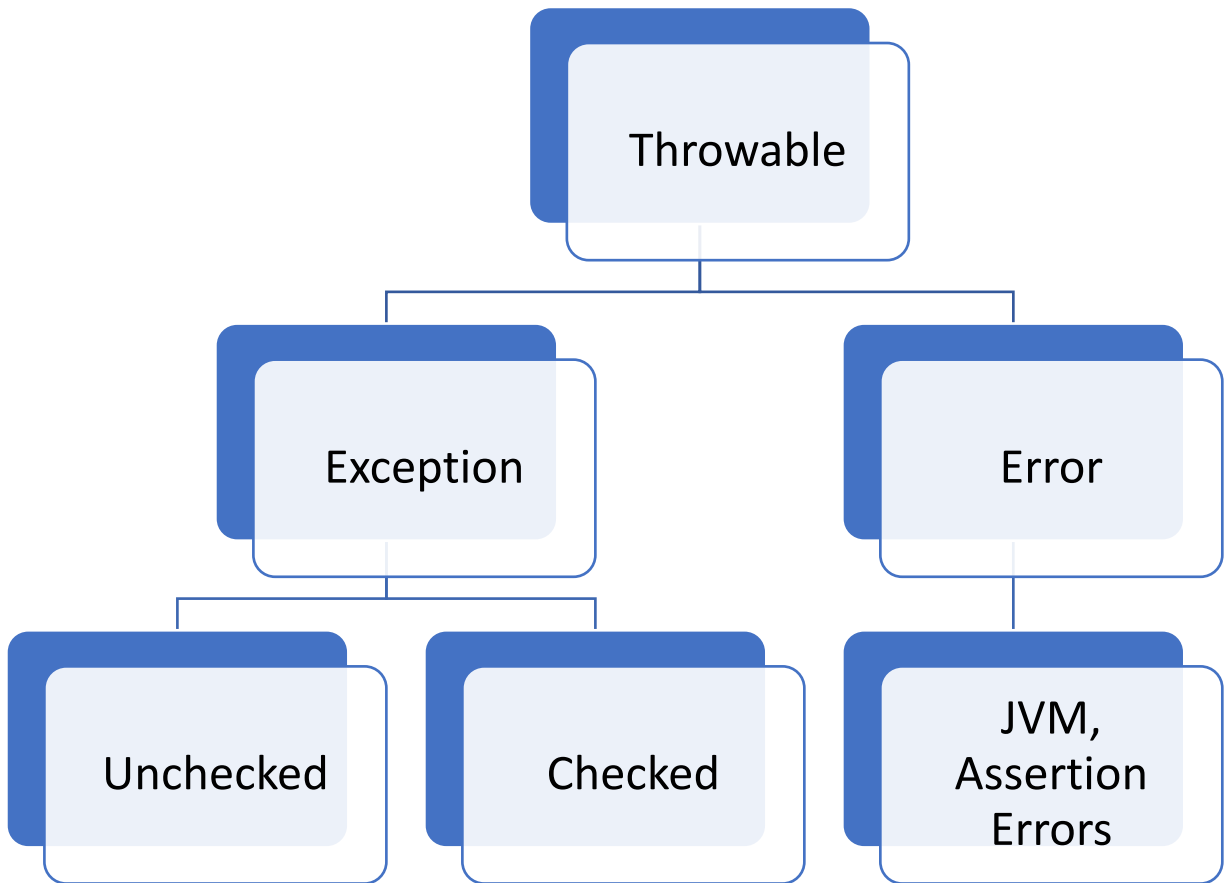 Throwable
Exception
Error
Unchecked
Checked
JVM,
Assertion
Errors